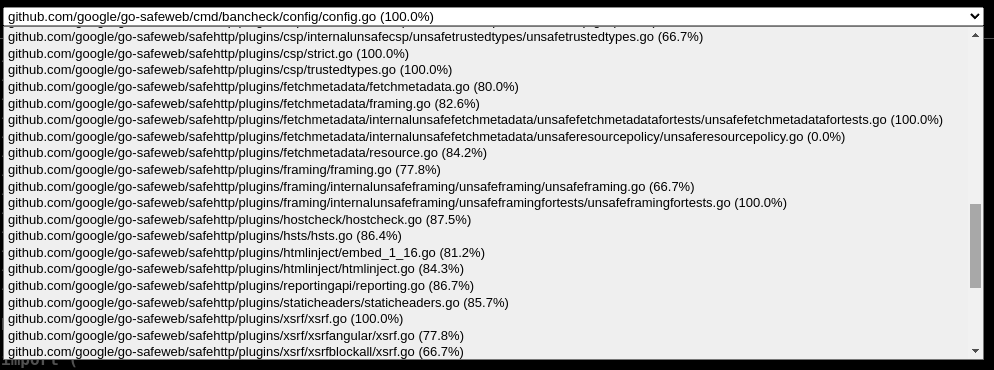 github.com/google/go-safeweb/cmd/bancheck/config/config.go (100.0%)
github.com/google/go-safeweb/safehttp/plugins/csp/internalunsafecsp/unsafetrustedtypes/unsafetrustedtypes.go (66.7%)
github.com/google/go-safeweb/safehttp/plugins/csp/strict.go (100.0%)
github.com/google/go-safeweb/safehttp/plugins/csp/trustedtypes.go (100.0%)
github.com/google/go-safeweb/safehttp/plugins/fetchmetadata/fetchmetadata.go (80.0%)
github.com/google/go-safeweb/safehttp/plugins/fetchmetadata/framing.go (82.6%)
github.com/google/go-safeweb/safehttp/plugins/fetchmetadata/internalunsafefetchmetadata/unsafefetchmetadatafortests/unsafefetchmetadatafortests.go (100.0%)
github.com/google/go-safeweb/safehttp/plugins/fetchmetadata/internalunsafefetchmetadata/unsaferesourcepolicy/unsaferesourcepolicy.go (0.0%)
github.com/google/go-safeweb/safehttp/plugins/fetchmetadata/resource.go (84.2%)
github.com/google/go-safeweb/safehttp/plugins/framing/framing.go (77.8%)
github.com/google/go-safeweb/safehttp/plugins/framing/internalunsafeframing/unsafeframing/unsafeframing.go (66.7%)
github.com/google/go-safeweb/safehttp/plugins/framing/internalunsafeframing/unsafeframingfortests/unsafeframingfortests.go (100.0%)
github.com/google/go-safeweb/safehttp/plugins/hostcheck/hostcheck.go (87.5%)
github.com/google/go-safeweb/safehttp/plugins/hsts/hsts.go (86.4%)
github.com/google/go-safeweb/safehttp/plugins/htmlinject/embed_1_16.go (81.2%)
github.com/google/go-safeweb/safehttp/plugins/htmlinject/htmlinject.go (84.3%)
github.com/google/go-safeweb/safehttp/plugins/reportingapi/reporting.go (86.7%)
github.com/google/go-safeweb/safehttp/plugins/staticheaders/staticheaders.go (85.7%)
github.com/google/go-safeweb/safehttp/plugins/xsrf/xsrf.go (100.0%)
github.com/google/go-safeweb/safehttp/plugins/xsrf/xsrfangular/xsrf.go (77.8%)
github.com/google/go-safeweb/safehttp/plugins/xsrf/xsrfblockall/xsrf.go (66.7%)
import (